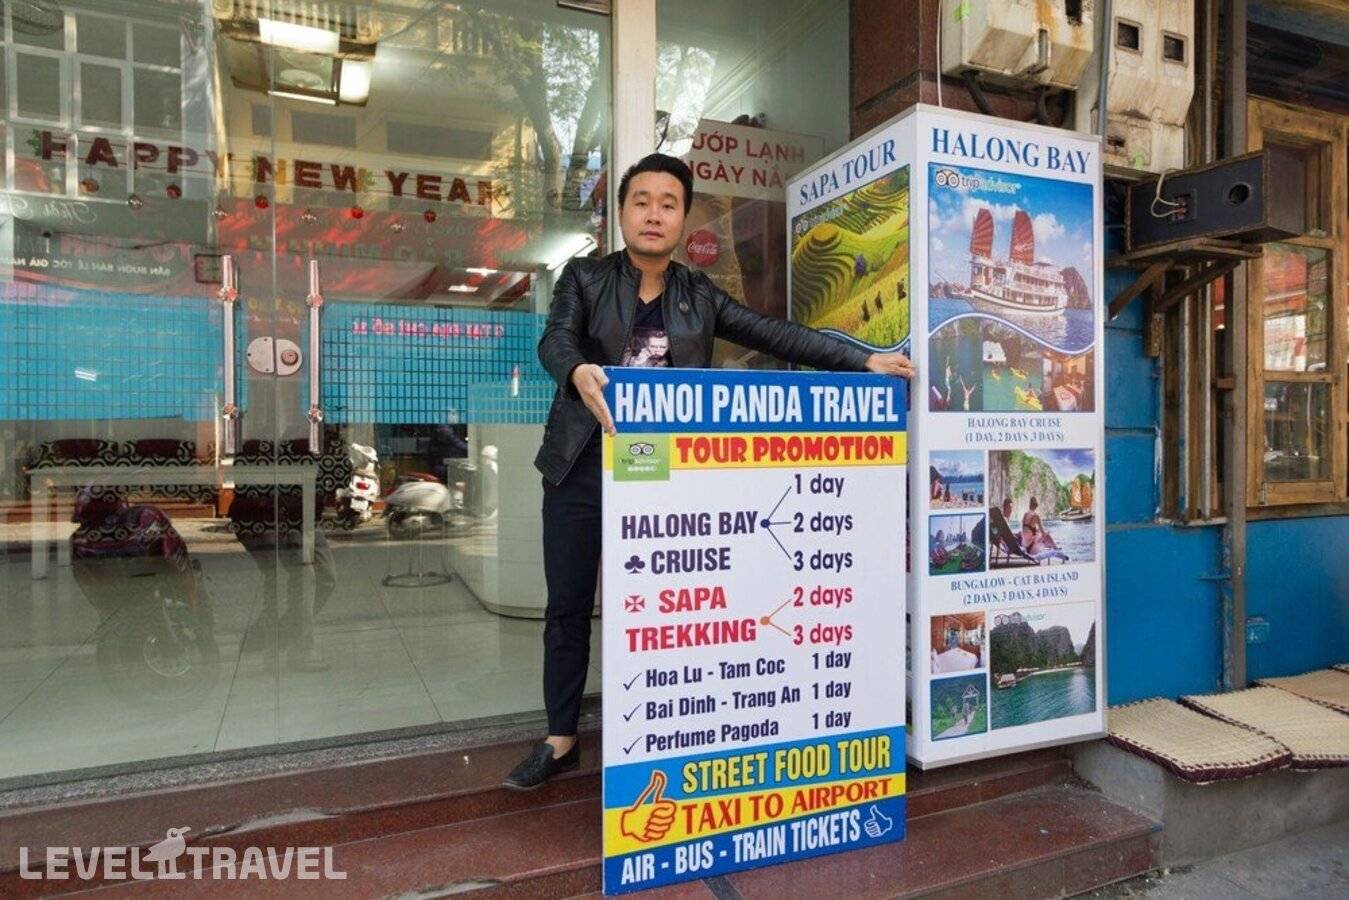 HAPPY NEW YEAR
ƯỚP LẠNH
NGÀY
Coca-Cola
SAPA TOUR
HALONG BAY
tripadvisor
HALONG BAY CRUISE
(1 DAY, 2 DAYS ,3 DAYS)
BUNGALOW - CAT BA ISLAND
(2 DAYS, 3 DAYS, 4 DAYS)
HANOI PANDA TRAVEL
tripadvisor
TOUR PROMOTION
HALONG BAY 1 day
2 days
CRUISE 3 days
SAPA 2 days
TREKKING 3 days
Hoa Lu - Tam Coc 1 day
Bai Dinh - Trang An 1 day
Perfume Pagoda 1 day
STREET FOOD TOUR
TAXI TO AIRPORT
AIR - BUS - TRAIN TICKETS
LEVEL TRAVEL